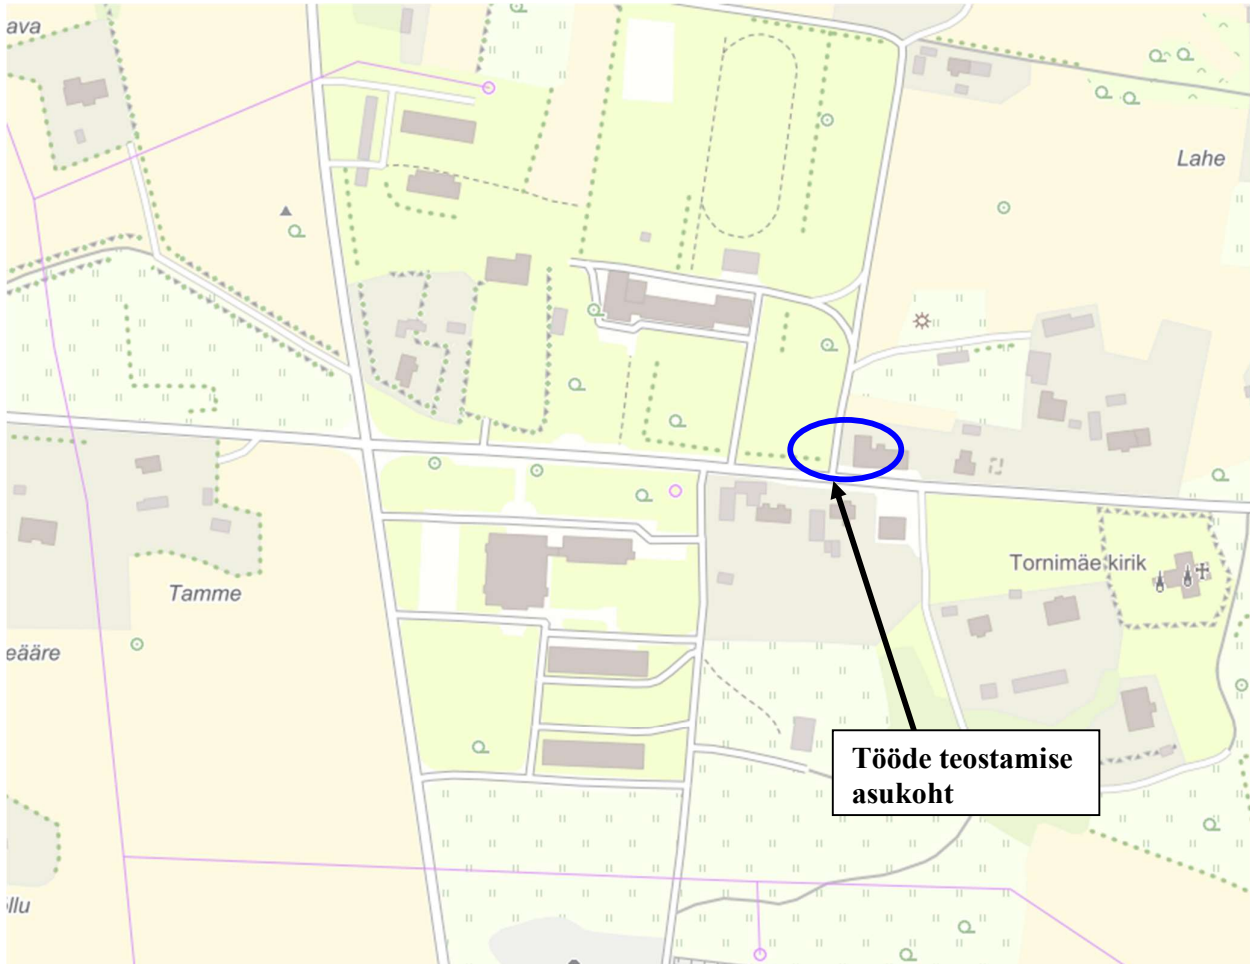 ava
Lahe
Tornimäe kirik
Tamme
eääre
Tööde teostamise
asukoht
llu